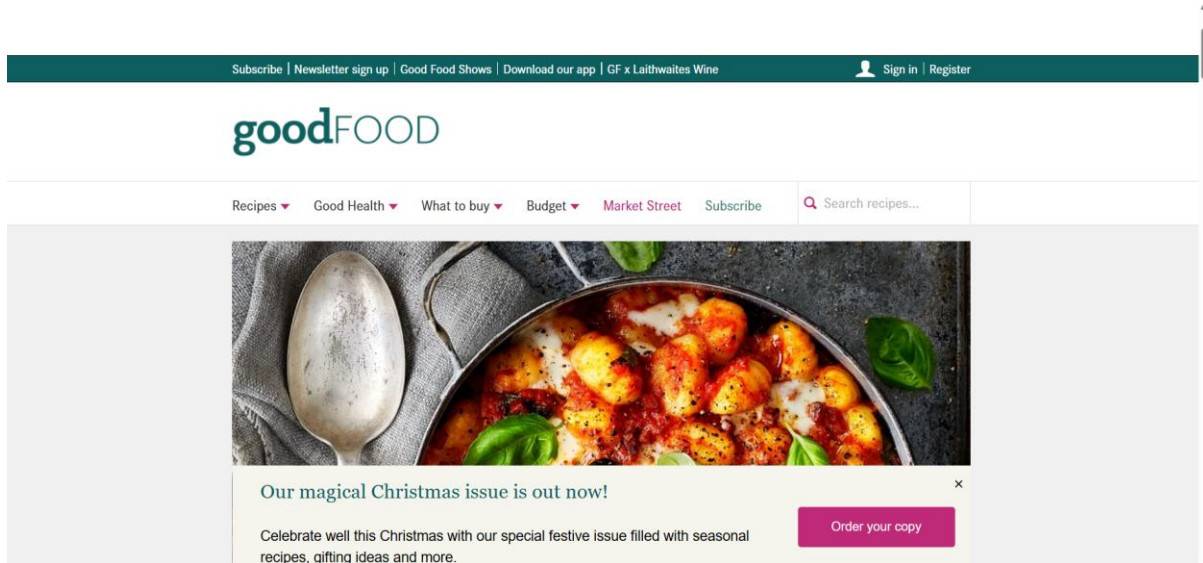 Subscribe | Newsletter sign up | Good Food Shows | Download our app | GF x Laithwaites Wine Sign in | Register
goodFOOD
Recipes Good Health What to buy Budget Market Street Subscribe Search recipes...
Our magical Christmas issue is out now! ×
Celebrate well this Christmas with our special festive issue filled with seasonal
recipes, gifting ideas and more.
Order your copy